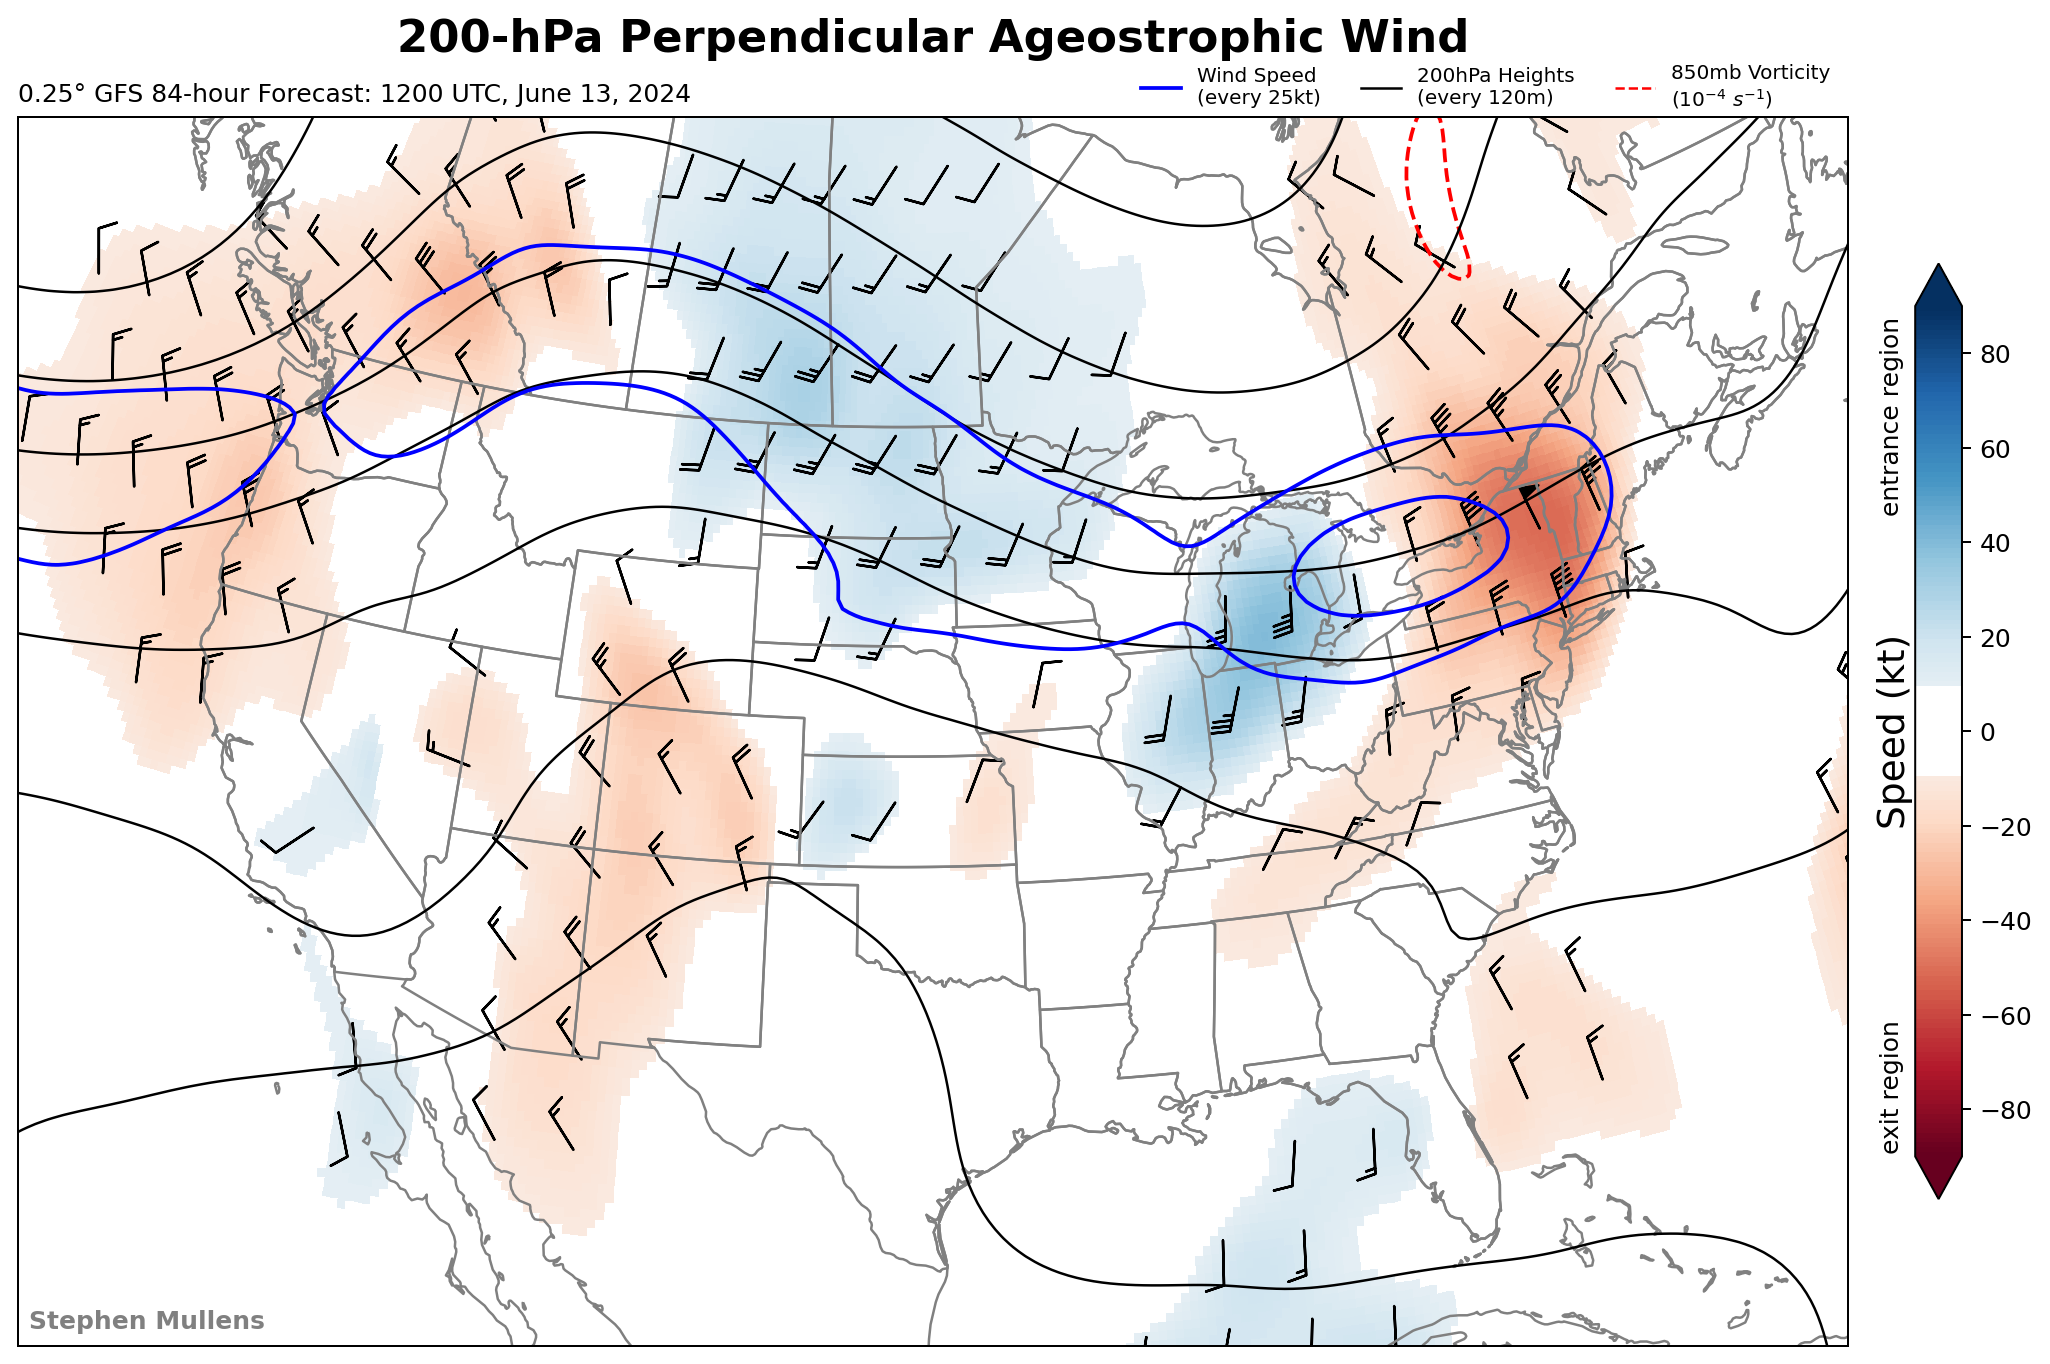 200-hPa Perpendicular Ageostrophic Wind
0.25° GFS 84-hour Forecast: 1200 UTC, June 13, 2024
Wind Speed
(every 25kt)
200hPa Heights
(every 120m)
850mb Vorticity
(10⁻⁴ s⁻¹)
entrance region
Speed (kt)
exit region
80
60
40
20
0
−20
−40
−60
−80
Stephen Mullens